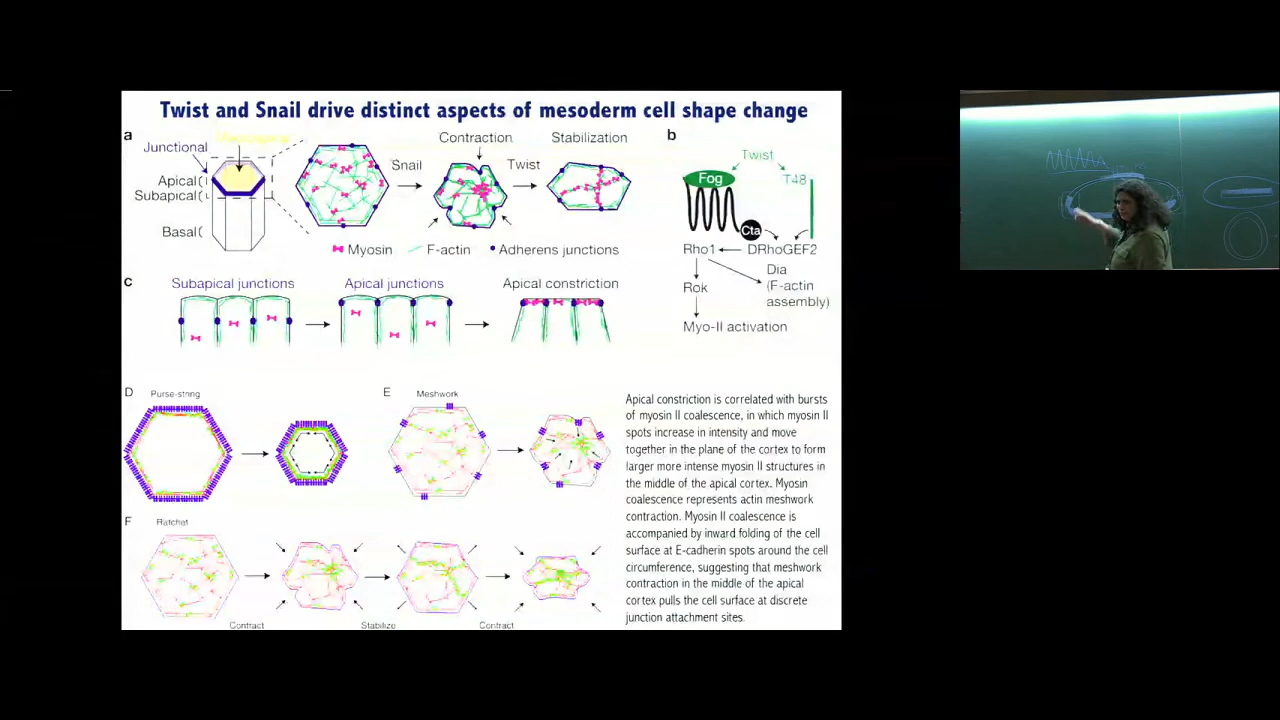 Twist and Snail drive distinct aspects of mesoderm cell shape change
a
Junctional
Apical
Subapical
Basal
Snail
Contraction
Twist
Stabilization
Myosin
F-actin
Adherens junctions
b
Twist
Fog
T48
Cta
Rho1
DRhoGEF2
Rok
Dia
(F-actin
assembly)
Myo-II activation
c
Subapical junctions
Apical junctions
Apical constriction
D
Purse-string
E
Meshwork
F
Ratchet
Contract
Stabilize
Contract
Apical constriction is correlated with bursts
of myosin II coalescence, in which myosin II
spots increase in intensity and move
together in the plane of the cortex to form
larger more intense myosin II structures in
the middle of the apical cortex. Myosin
coalescence represents actin meshwork
contraction. Myosin II coalescence is
accompanied by inward folding of the cell
surface at E-cadherin spots around the cell
circumference, suggesting that meshwork
contraction in the middle of the apical
cortex pulls the cell surface at discrete
junction attachment sites.